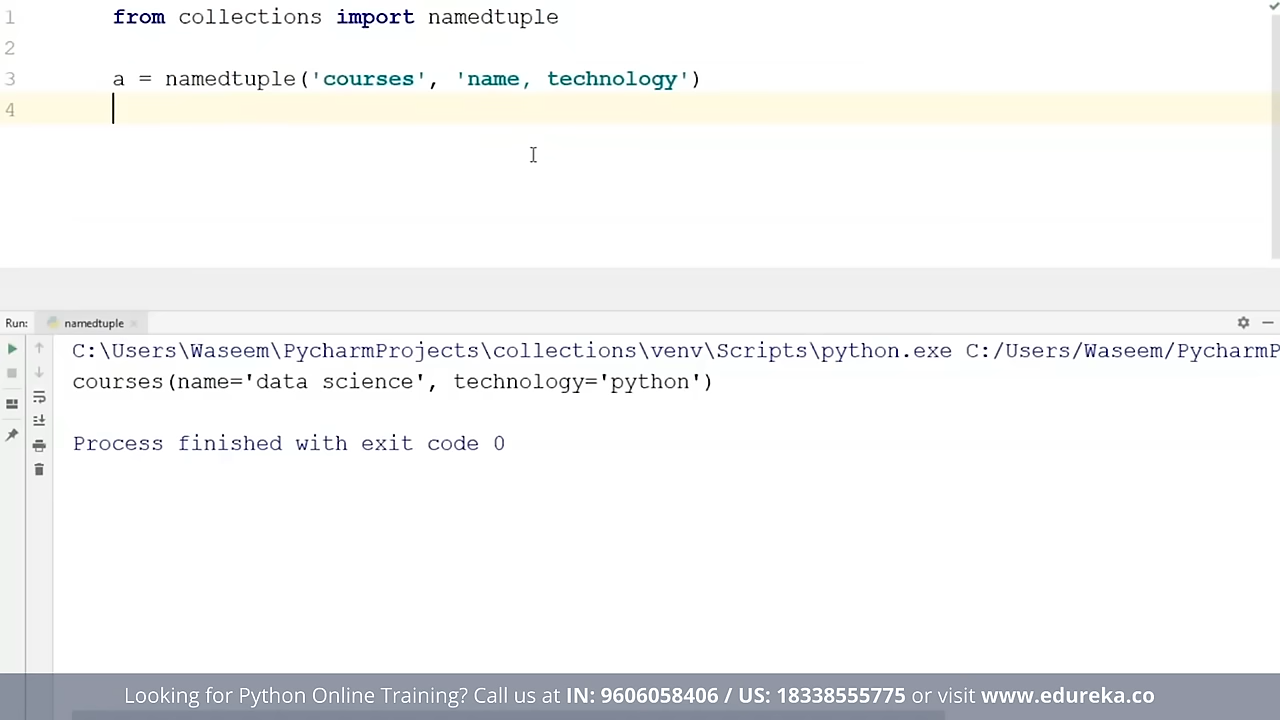 1 from collections import namedtuple
2
3 a = namedtuple('courses', 'name, technology')
4
Run: namedtuple
C:\Users\Waseem\PycharmProjects\collections\venv\Scripts\python.exe C:/Users/Waseem/PycharmP
courses(name='data science', technology='python')
Process finished with exit code 0
Looking for Python Online Training? Call us at IN: 9606058406 / US: 18338555775 or visit www.edureka.co